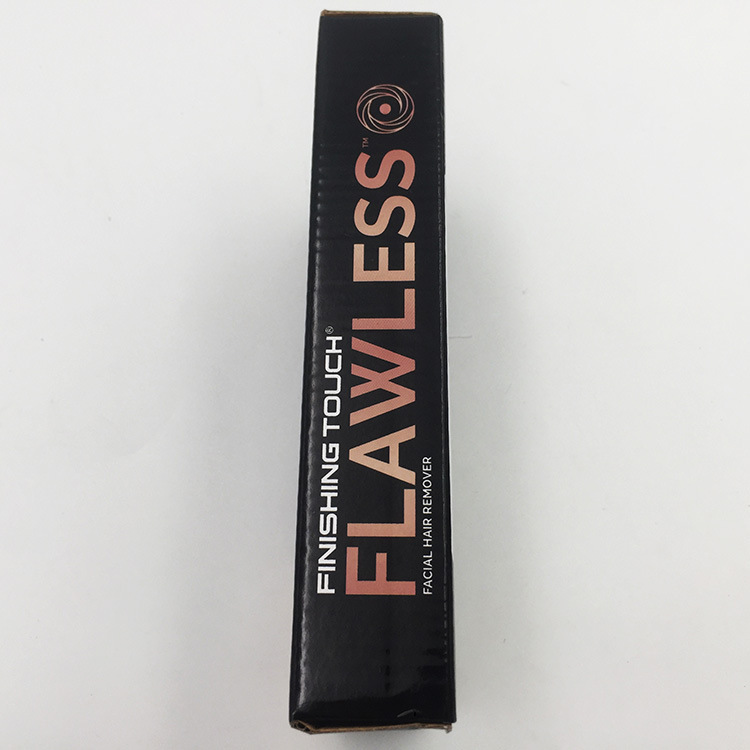 FINISHING TOUCH®
FLAWLESS™
FACIAL HAIR REMOVER